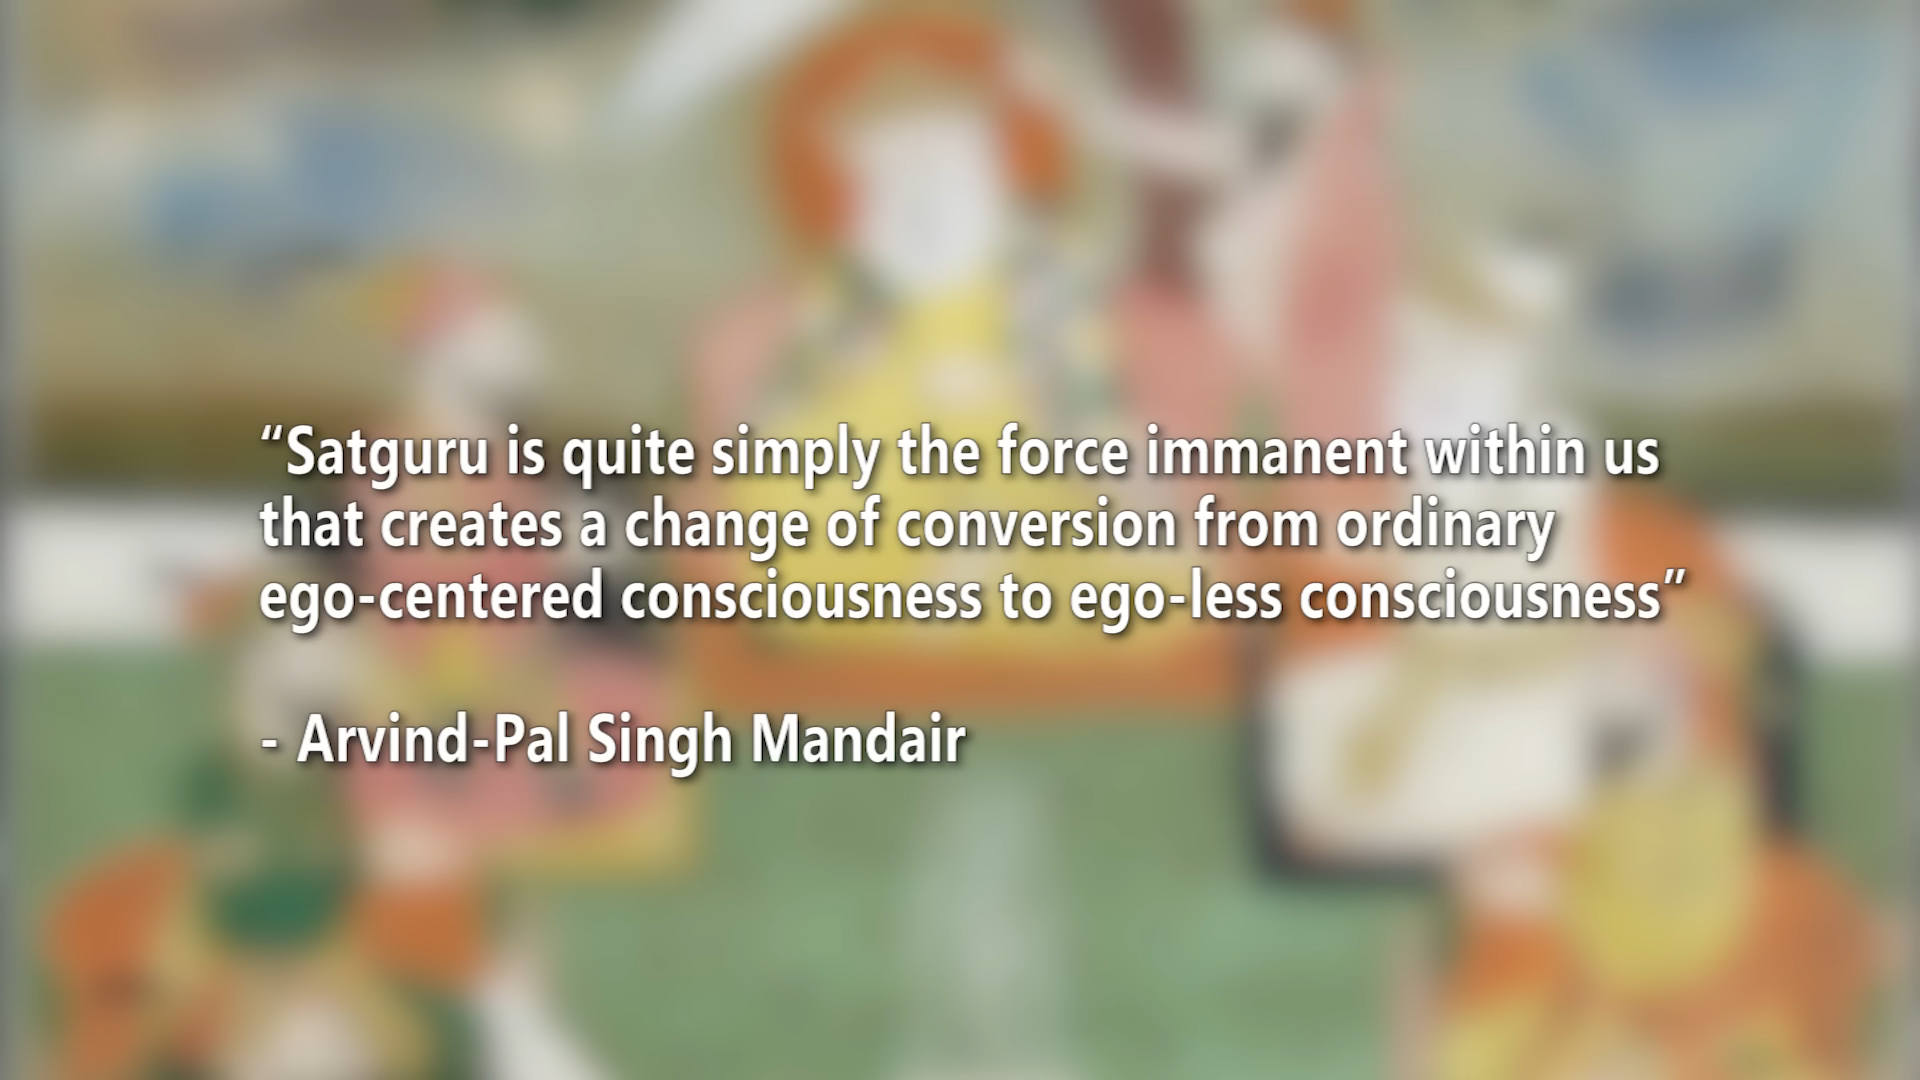 “Satguru is quite simply the force immanent within us
that creates a change of conversion from ordinary
ego-centered consciousness to ego-less consciousness”
- Arvind-Pal Singh Mandair